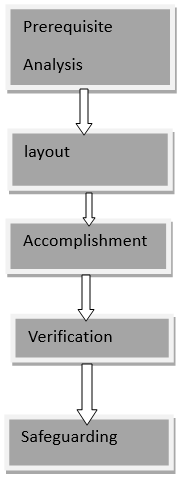 Prerequisite
Analysis
layout
Accomplishment
Verification
Safeguarding